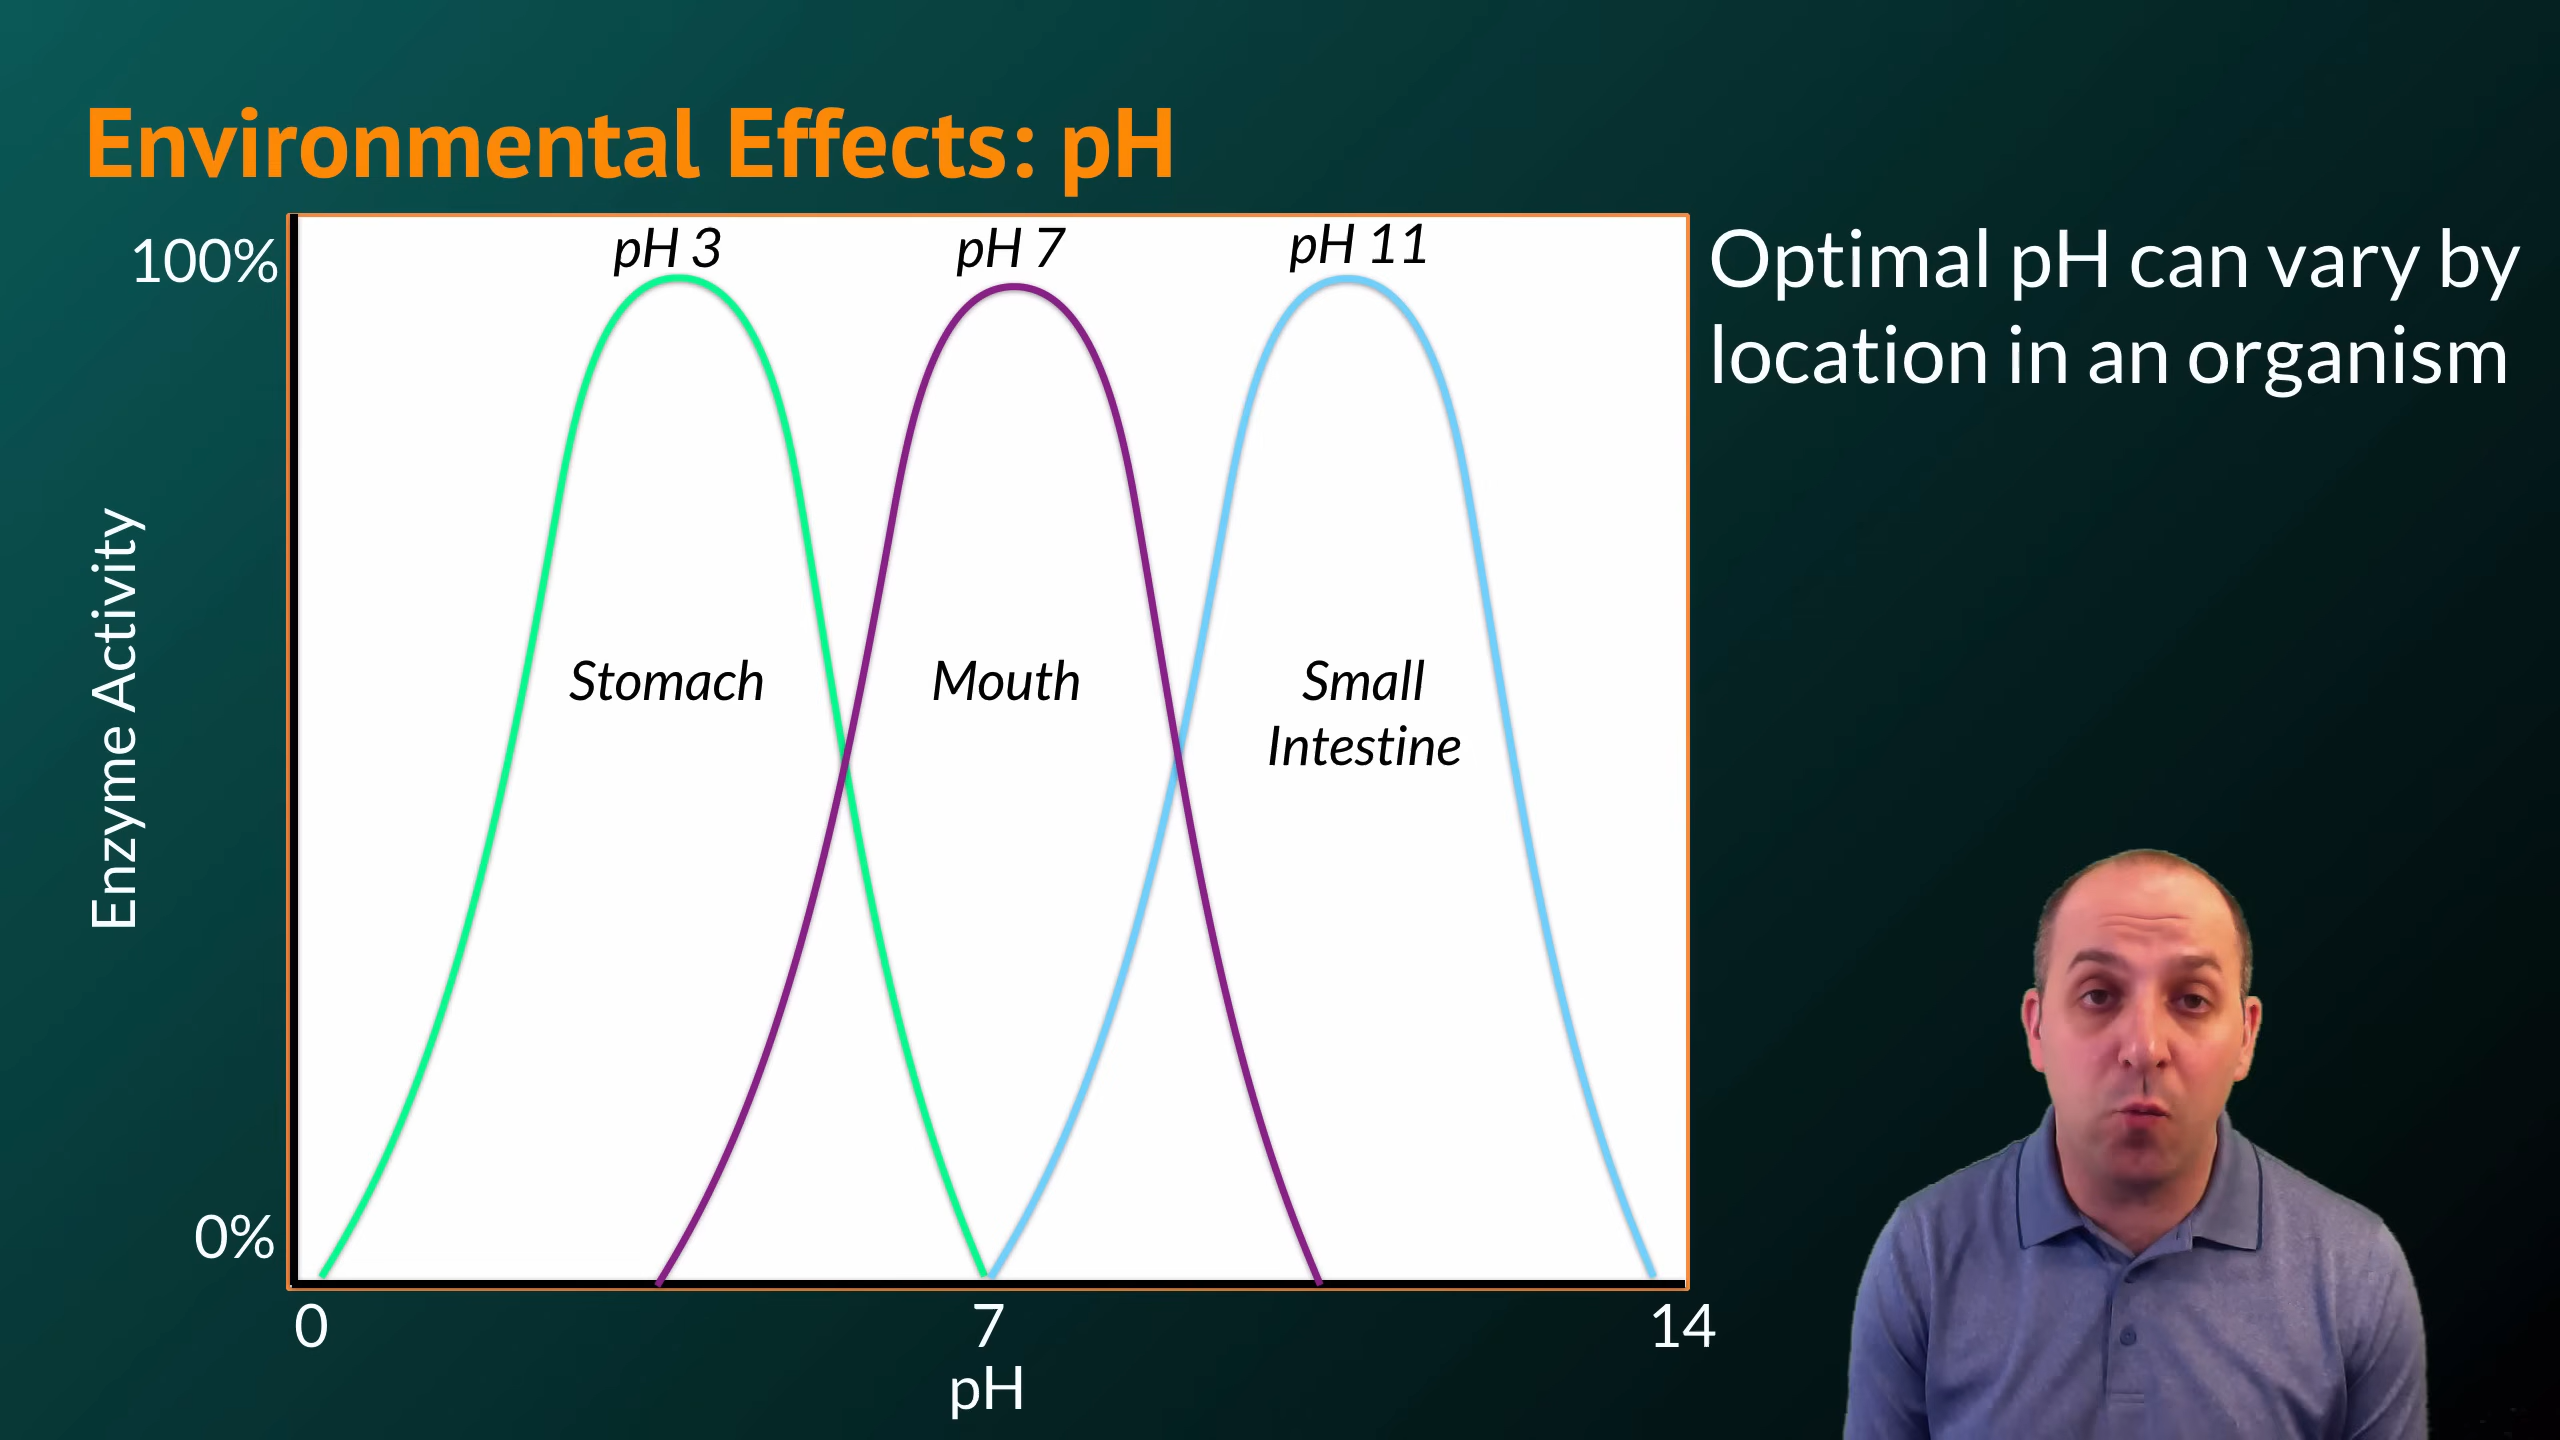 Environmental Effects: pH
100%
pH 3
pH 7
pH 11
Optimal pH can vary by
location in an organism
Enzyme Activity
Stomach
Mouth
Small
Intestine
0%
0
7
14
pH